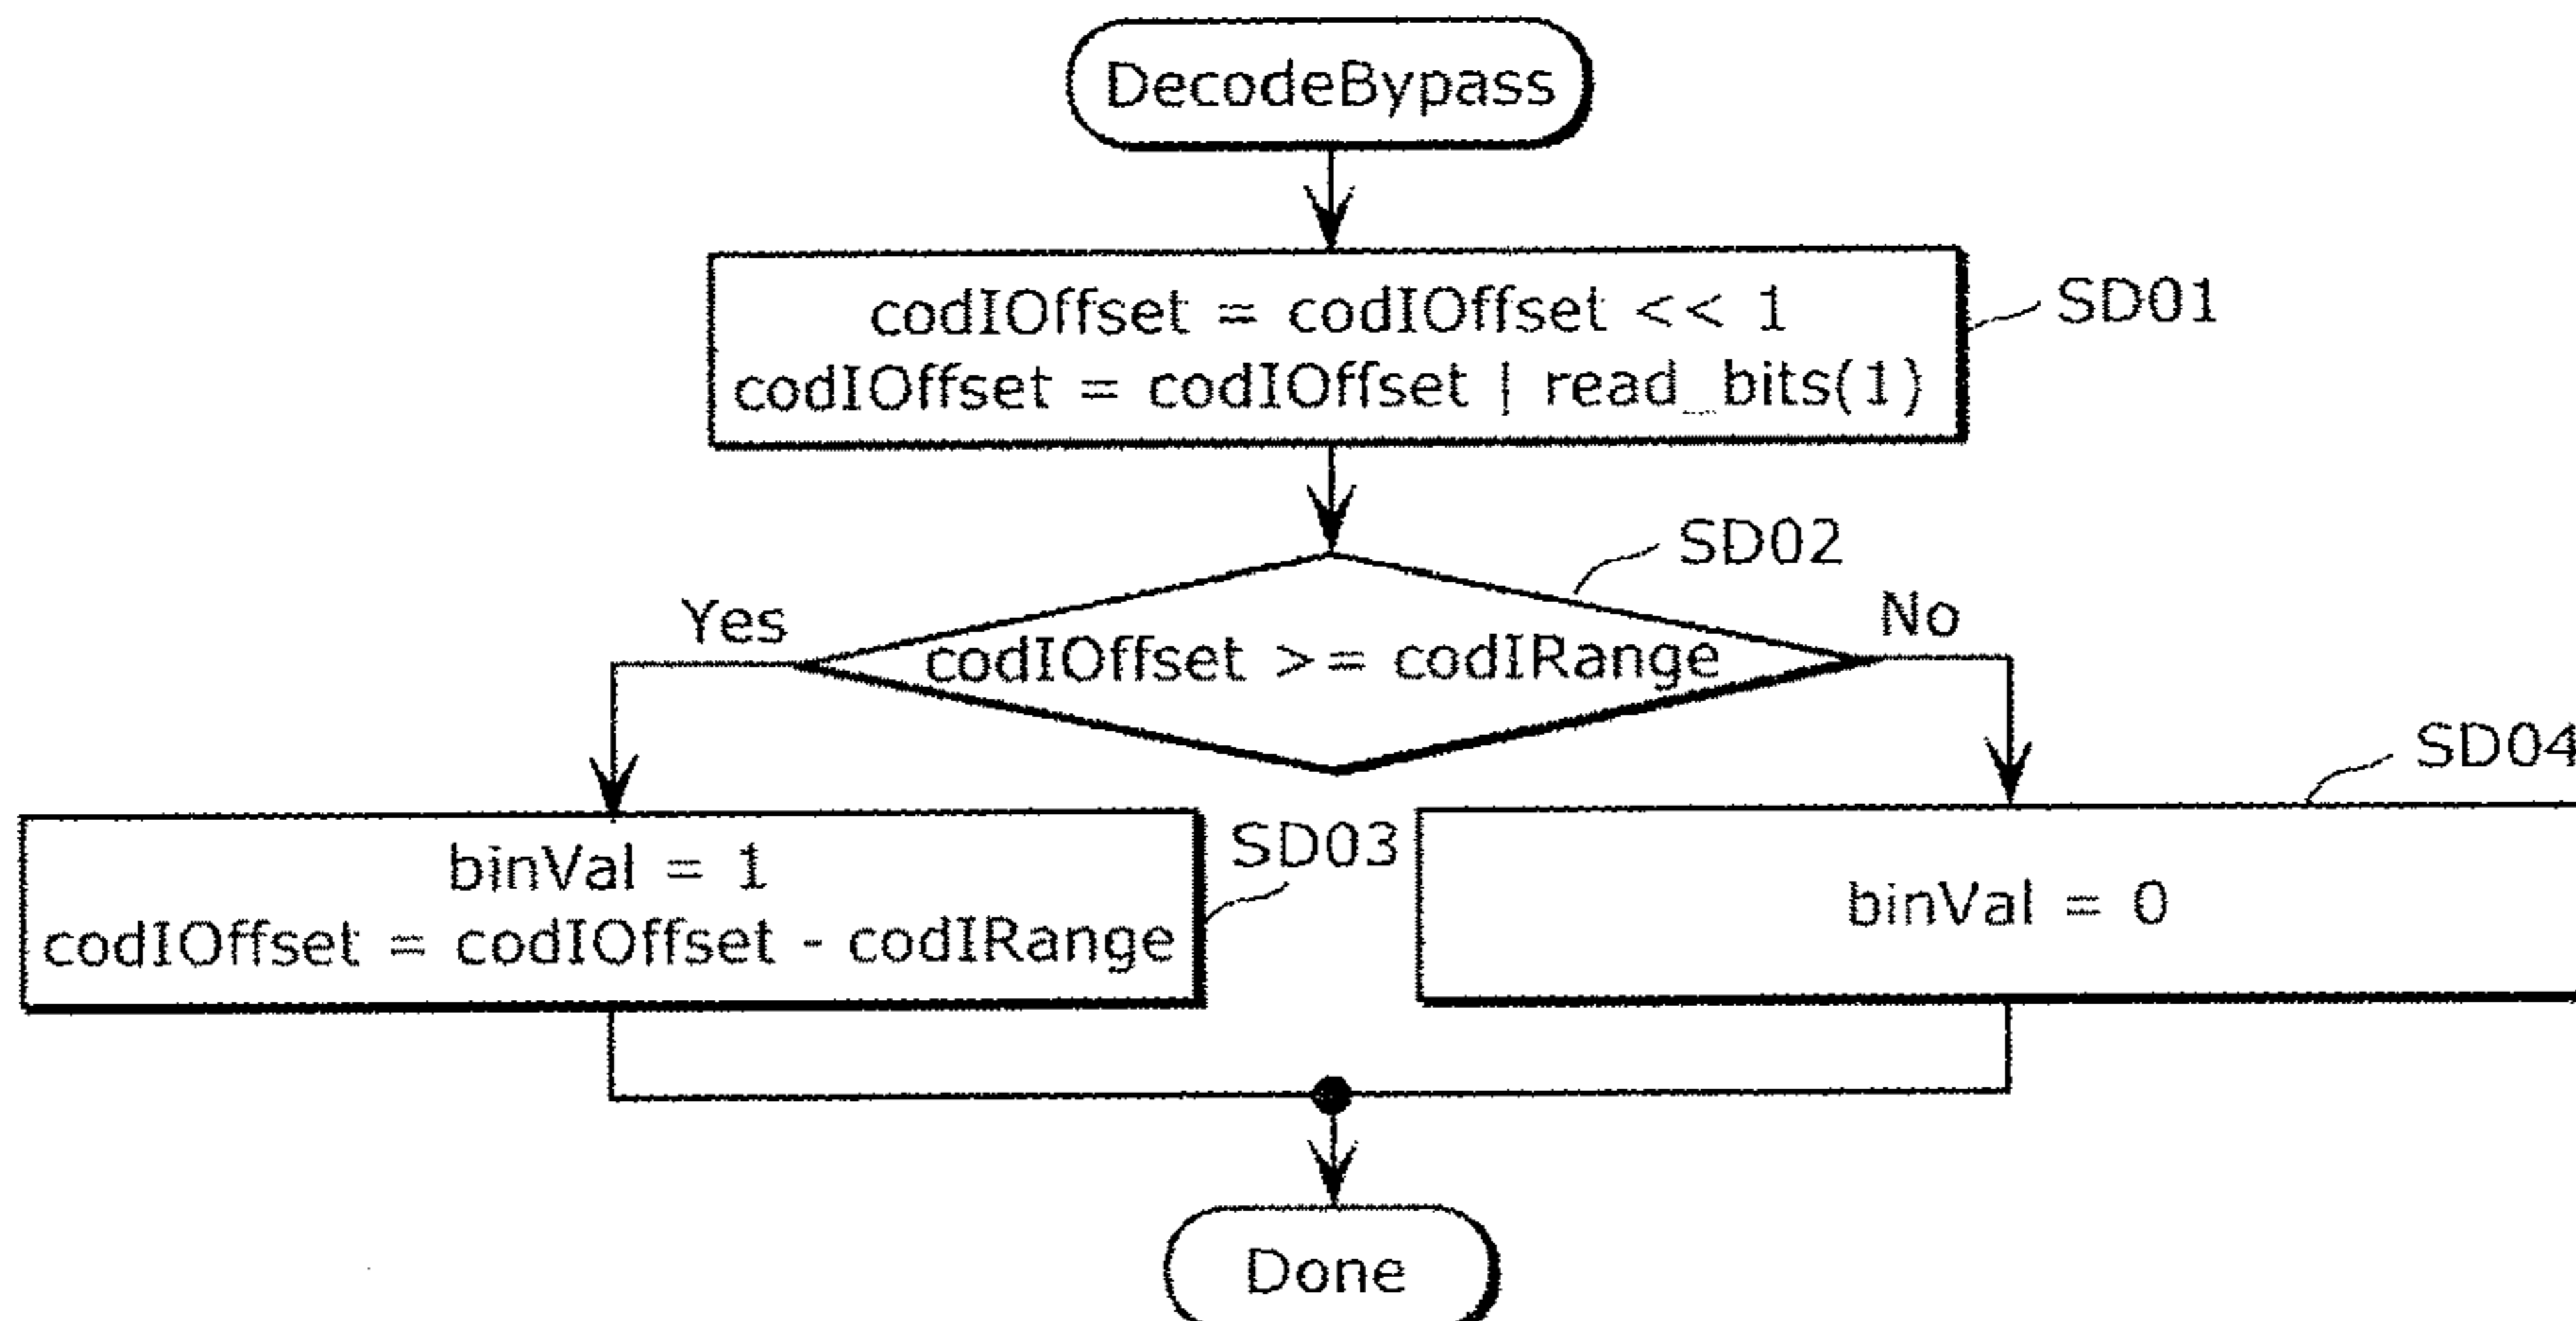 DecodeBypass
codIOffset = codIOffset << 1
codIOffset = codIOffset | read_bits(1)
SD01
SD02
Yes
codIOffset >= codIRange
No
SD04
binVal = 1
codIOffset = codIOffset - codIRange
SD03
binVal = 0
Done